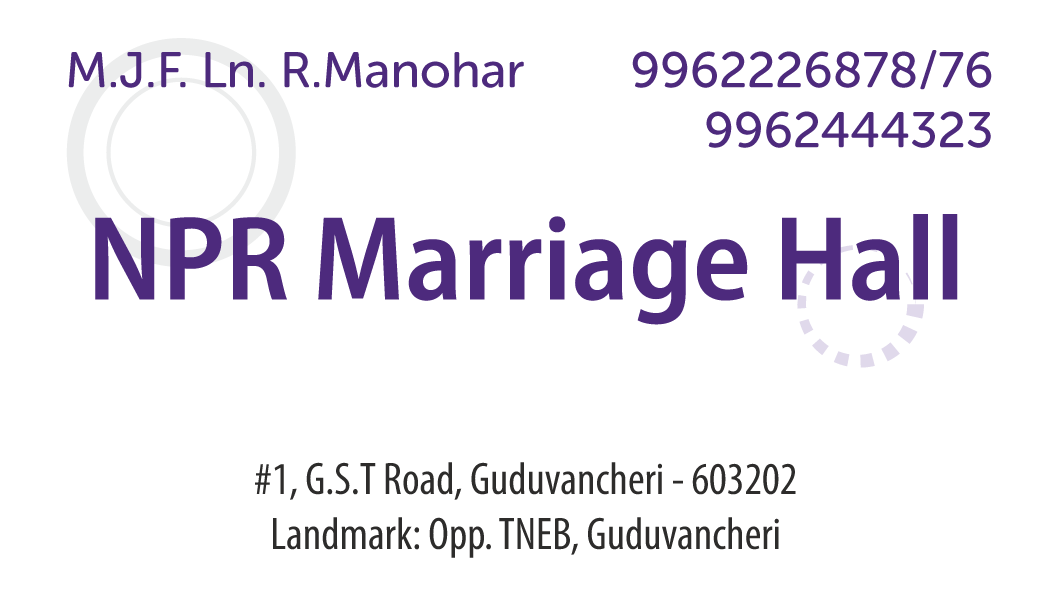 M.J.F. Ln. R.Manohar 9962226878/76
9962444323
NPR Marriage Hall
#1, G.S.T Road, Guduvancheri - 603202
Landmark: Opp. TNEB, Guduvancheri